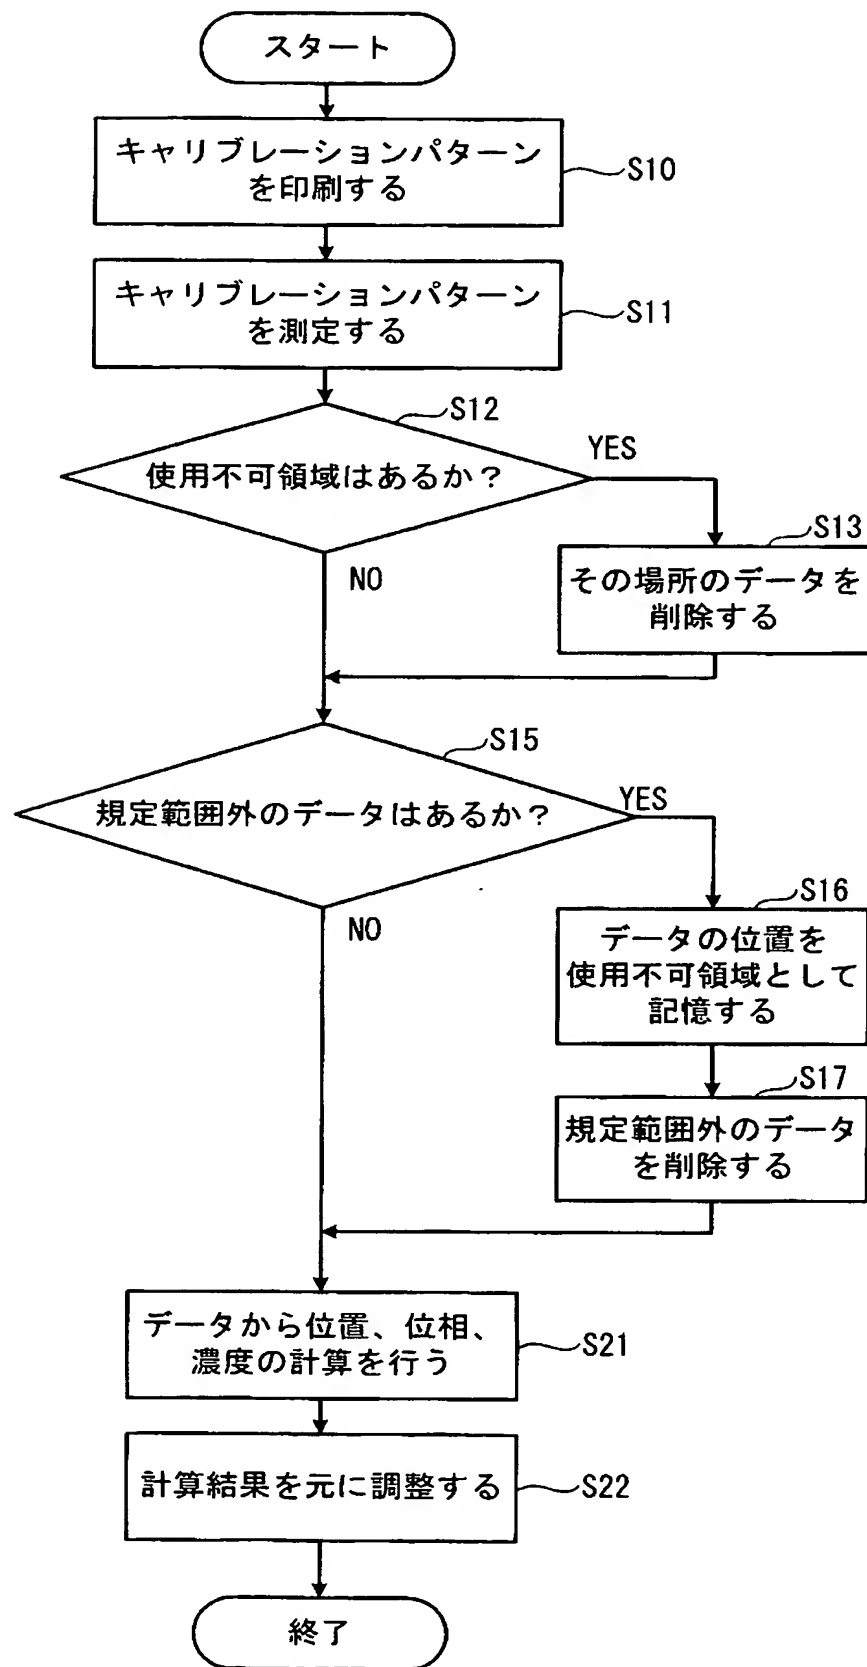 スタート
キャリブレーションパターン
を印刷する
S10
キャリブレーションパターン
を測定する
S11
S12
使用不可領域はあるか？
YES
NO
S13
その場所のデータを
削除する
S15
規定範囲外のデータはあるか？
YES
NO
S16
データの位置を
使用不可領域として
記憶する
S17
規定範囲外のデータ
を削除する
データから位置、位相、
濃度の計算を行う
S21
計算結果を元に調整する
S22
終了